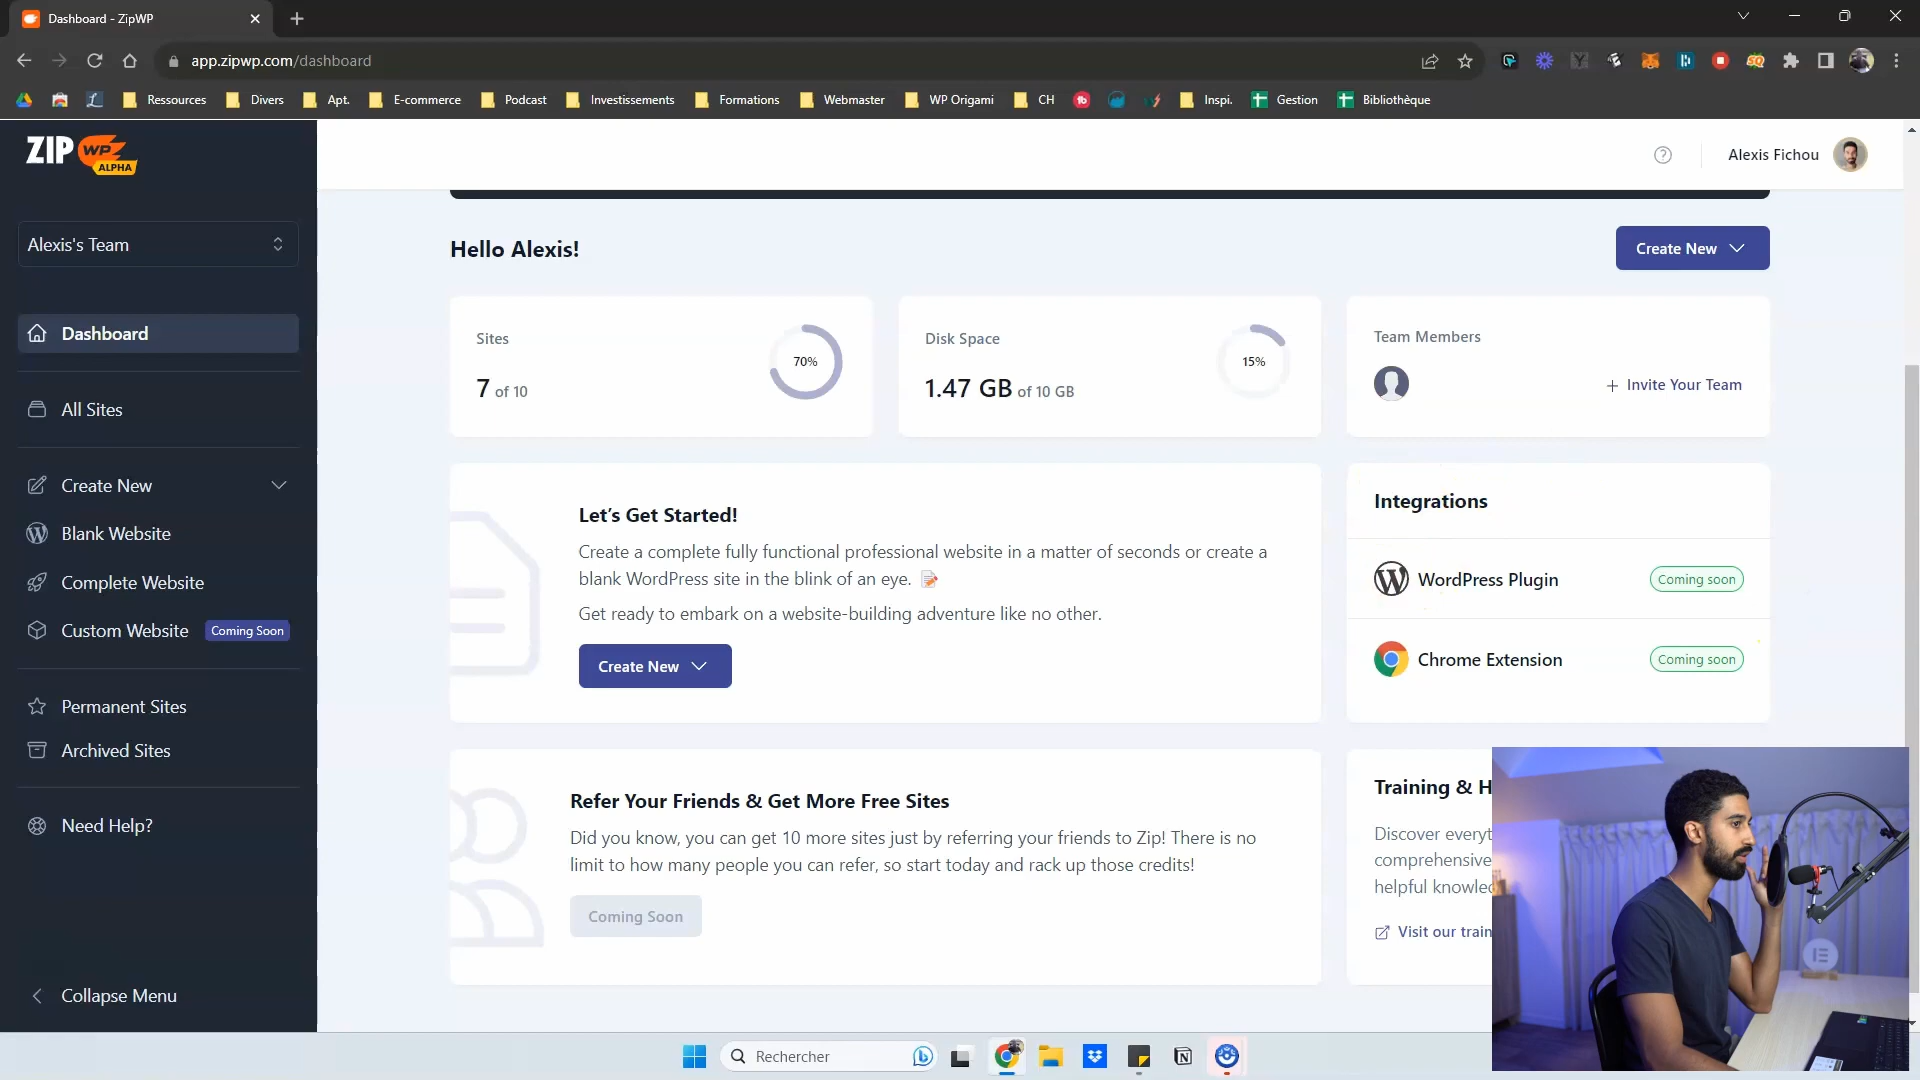 Dashboard - ZipWP
app.zipwp.com/dashboard
Ressources
Divers
Apt.
E-commerce
Podcast
Investissements
Formations
Webmaster
WP Origami
CH
Inspi.
Gestion
Bibliothèque
ZIP WP ALPHA
Alexis Fichou
Alexis's Team
Dashboard
All Sites
Create New
Blank Website
Complete Website
Custom Website Coming Soon
Permanent Sites
Archived Sites
Need Help?
Collapse Menu
Hello Alexis!
Create New
Sites
7 of 10
70%
Disk Space
1.47 GB of 10 GB
15%
Team Members
+ Invite Your Team
Let's Get Started!
Create a complete fully functional professional website in a matter of seconds or create a
blank WordPress site in the blink of an eye.
Get ready to embark on a website-building adventure like no other.
Create New
Integrations
WordPress Plugin Coming soon
Chrome Extension Coming soon
Refer Your Friends & Get More Free Sites
Did you know, you can get 10 more sites just by referring your friends to Zip! There is no
limit to how many people you can refer, so start today and rack up those credits!
Coming Soon
Training & H
Discover everyt
comprehensive
helpful knowled
Visit our train
Rechercher